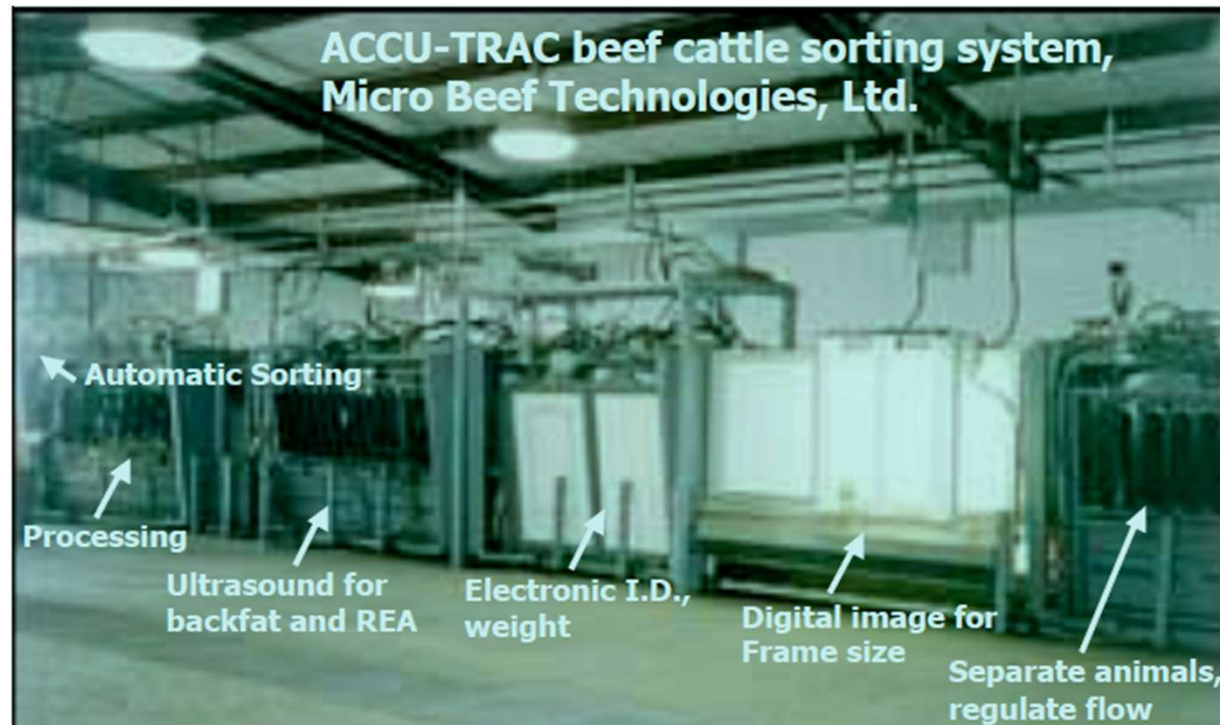 ACCU-TRAC beef cattle sorting system,
Micro Beef Technologies, Ltd.
Automatic Sorting
Processing
Ultrasound for
backfat and REA
Electronic I.D.,
weight
Digital image for
Frame size
Separate animals,
regulate flow